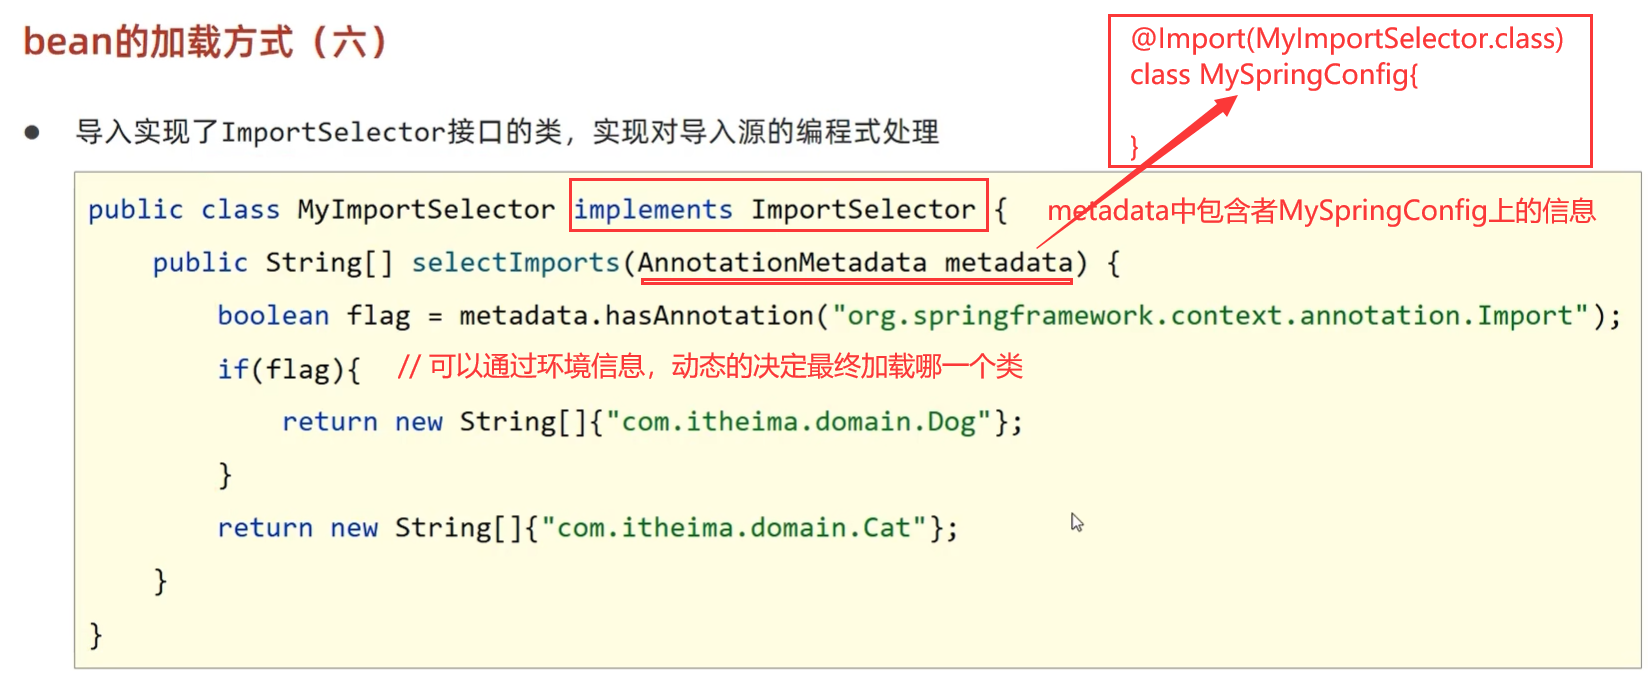 bean的加载方式（六）
@Import(MyImportSelector.class)
class MySpringConfig{
}
● 导入实现了ImportSelector接口的类，实现对导入源的编程式处理
public class MyImportSelector implements ImportSelector {
metadata中包含者MySpringConfig上的信息
public String[] selectImports(AnnotationMetadata metadata) {
boolean flag = metadata.hasAnnotation("org.springframework.context.annotation.Import");
if(flag){ // 可以通过环境信息，动态的决定最终加载哪一个类
return new String[]{"com.itheima.domain.Dog"};
}
return new String[]{"com.itheima.domain.Cat"};
}
}